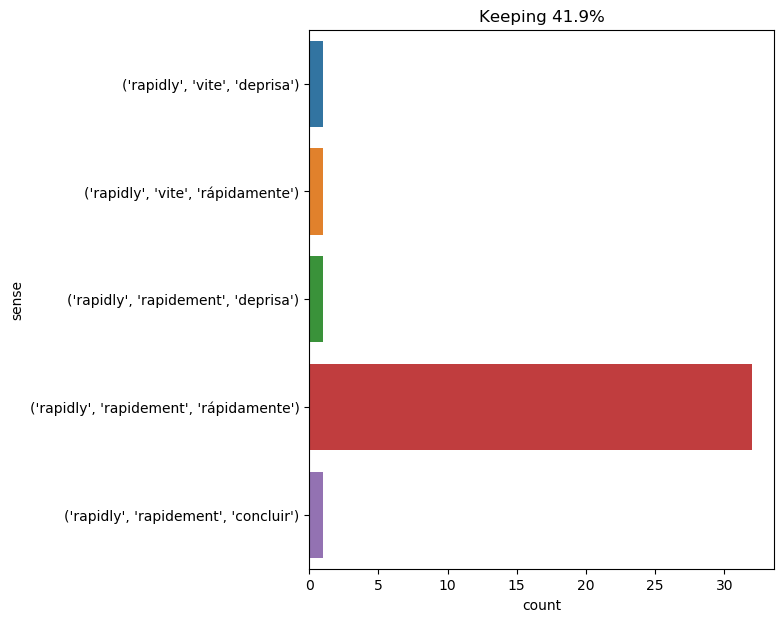 Keeping 41.9%
('rapidly', 'vite', 'deprisa')
('rapidly', 'vite', 'rápidamente')
('rapidly', 'rapidement', 'deprisa')
('rapidly', 'rapidement', 'rápidamente')
('rapidly', 'rapidement', 'concluir')
sense
0 5 10 15 20 25 30
count